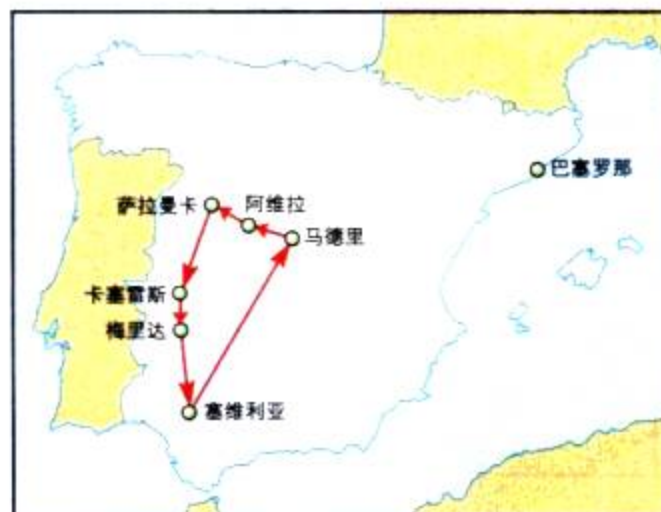 巴塞罗那
萨拉曼卡
阿维拉
马德里
卡塞雷斯
梅里达
塞维利亚